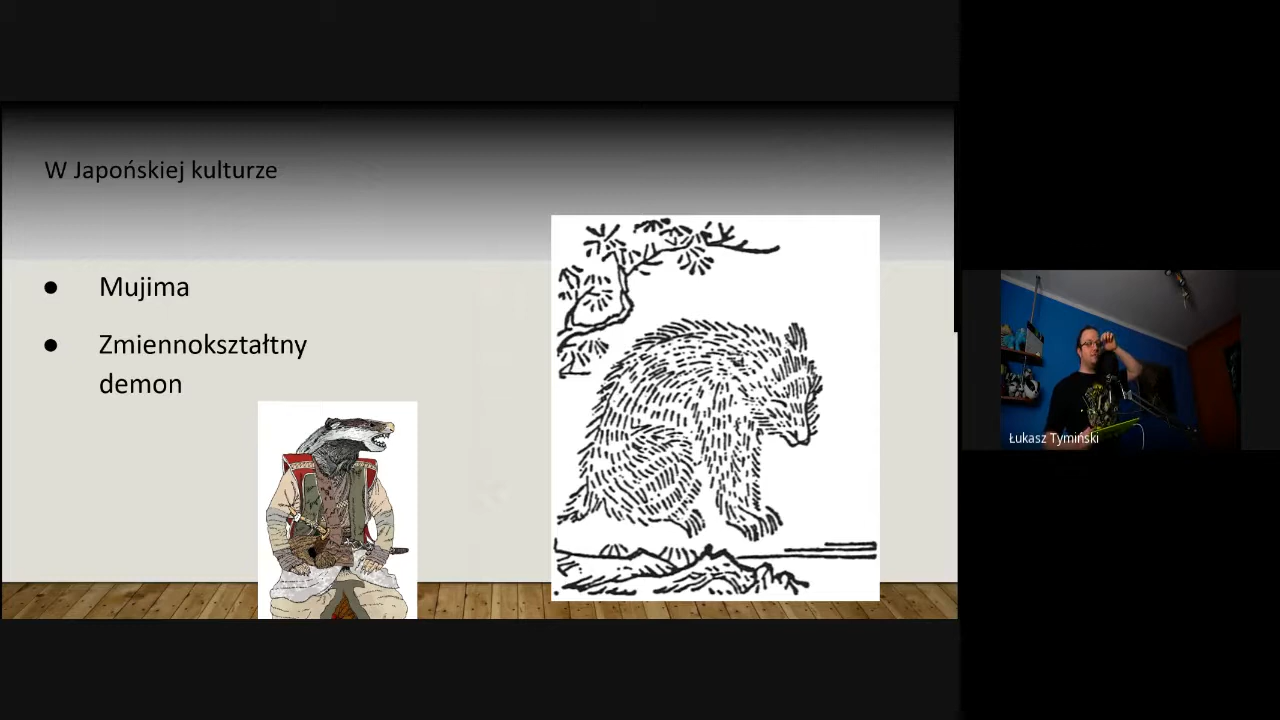 W Japońskiej kulturze
Mujima
Zmiennokształtny
demon
Łukasz Tymiński